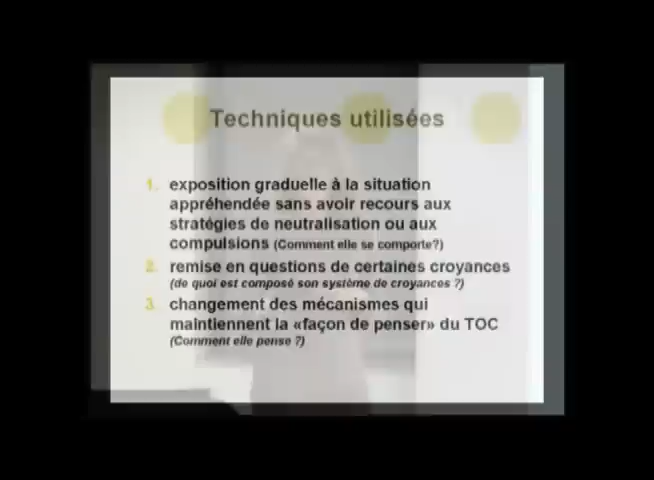 Techniques utilisées
1. exposition graduelle à la situation
appréhendée sans avoir recours aux
stratégies de neutralisation ou aux
compulsions (Comment elle se comporte?)
2. remise en questions de certaines croyances
(de quoi est composé son système de croyances ?)
3. changement des mécanismes qui
maintiennent la «façon de penser» du TOC
(Comment elle pense ?)